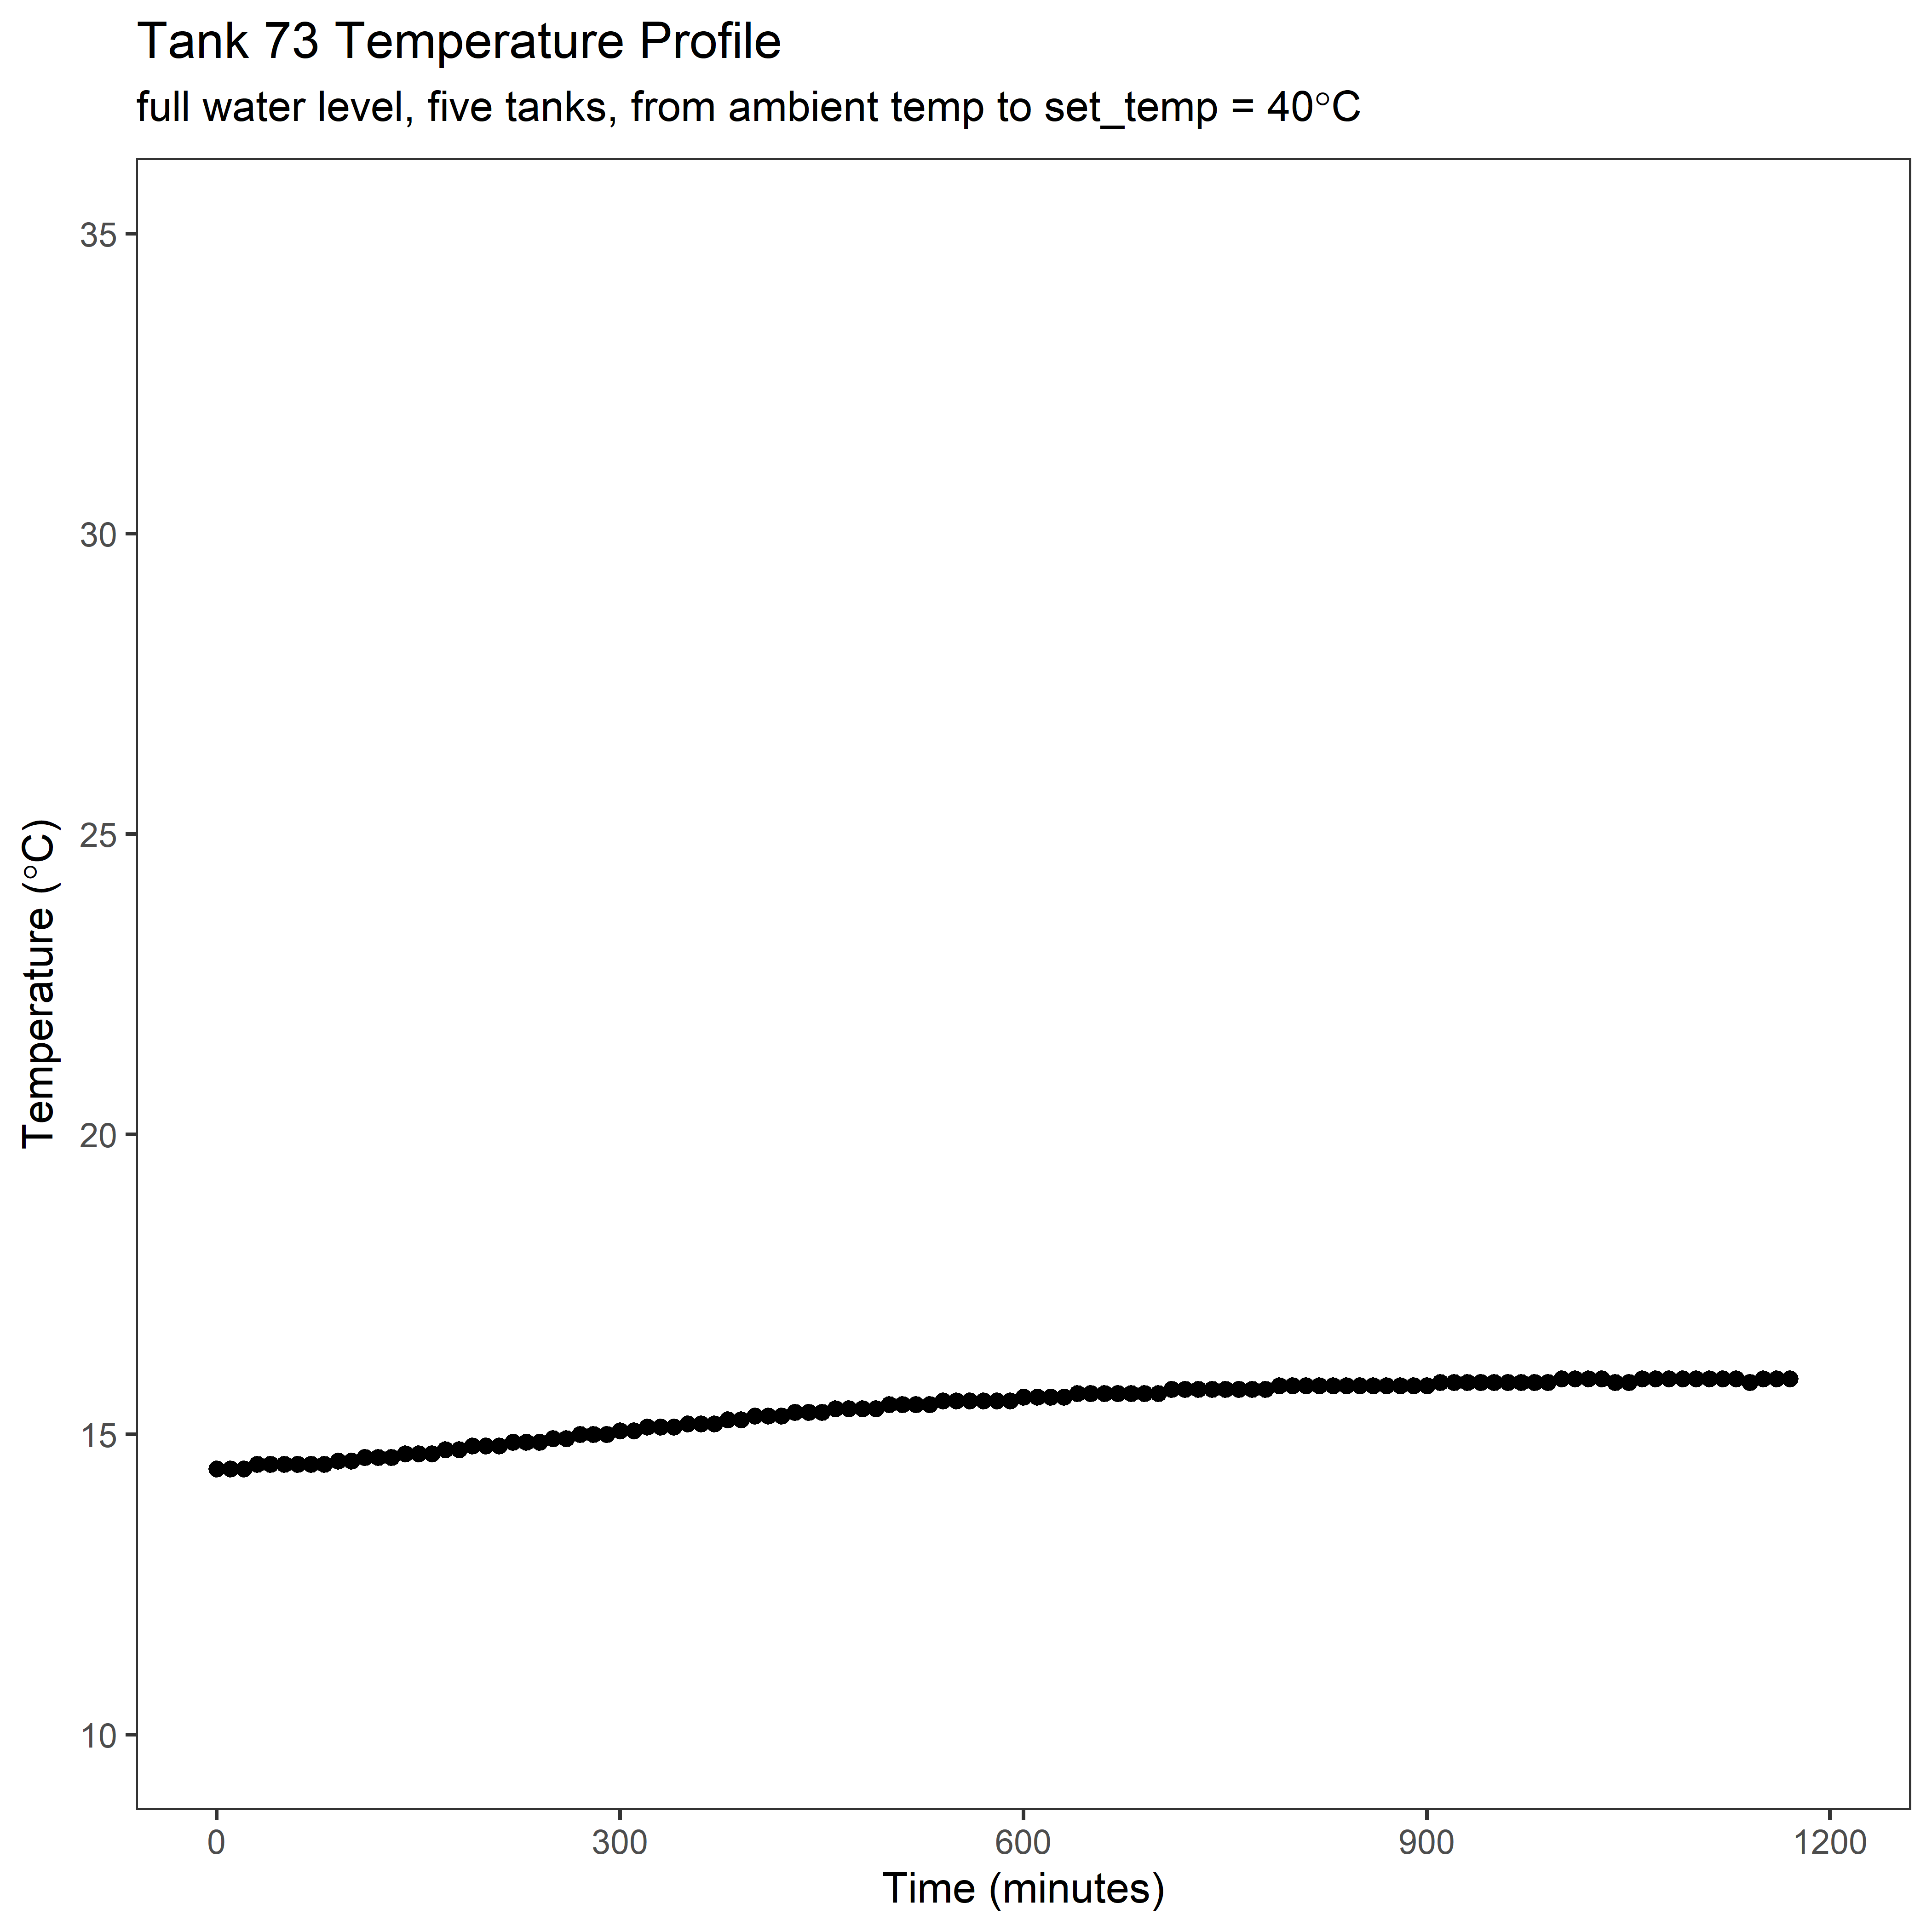 Tank 73 Temperature Profile
full water level, five tanks, from ambient temp to set_temp = 40°C
35
30
25
20
15
10
Temperature (°C)
0 300 600 900 1200
Time (minutes)